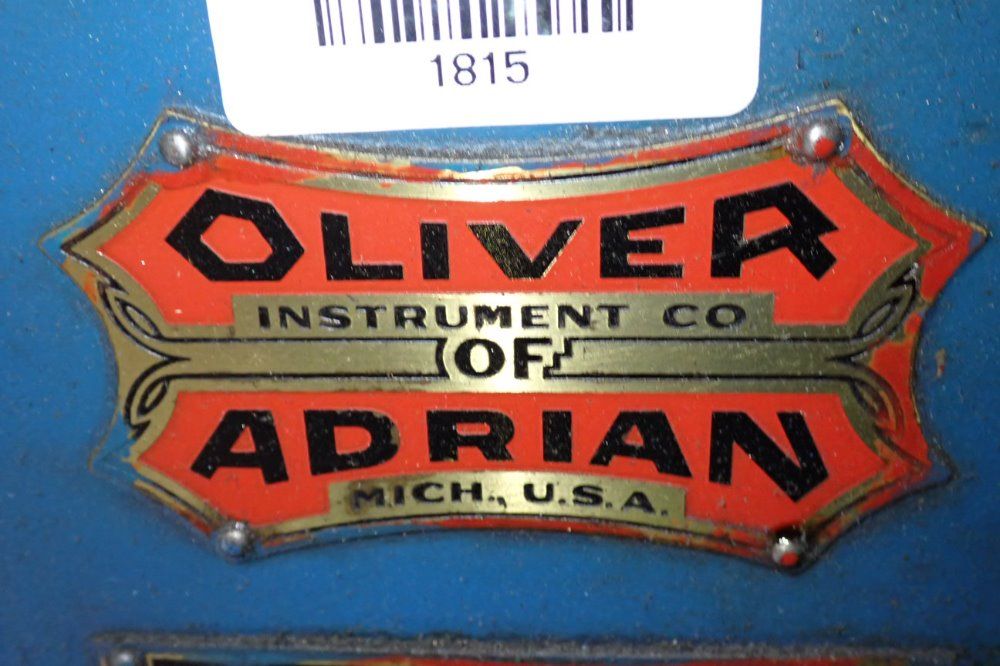 1815
OLIVER
INSTRUMENT CO
OF
ADRIAN
MICH., U.S.A.